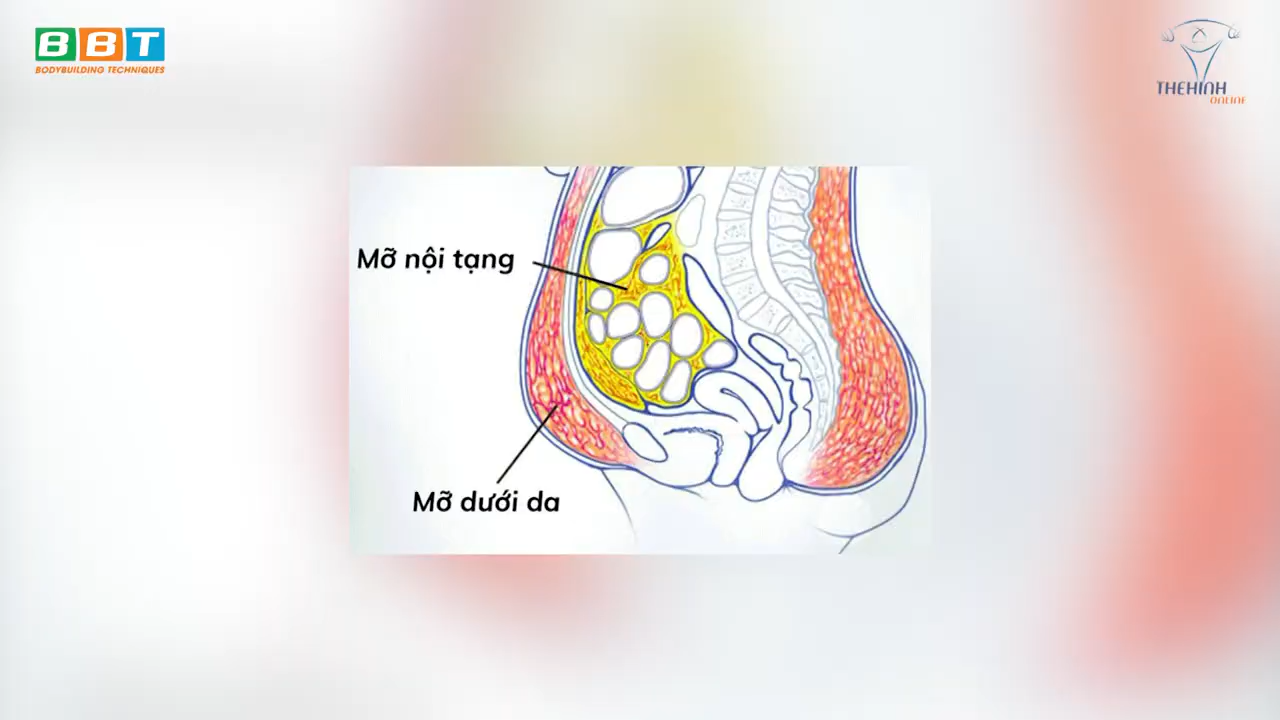 BBT
BODYBUILDING TECHNIQUES
THEHINH
ONLINE
Mỡ nội tạng
Mỡ dưới da